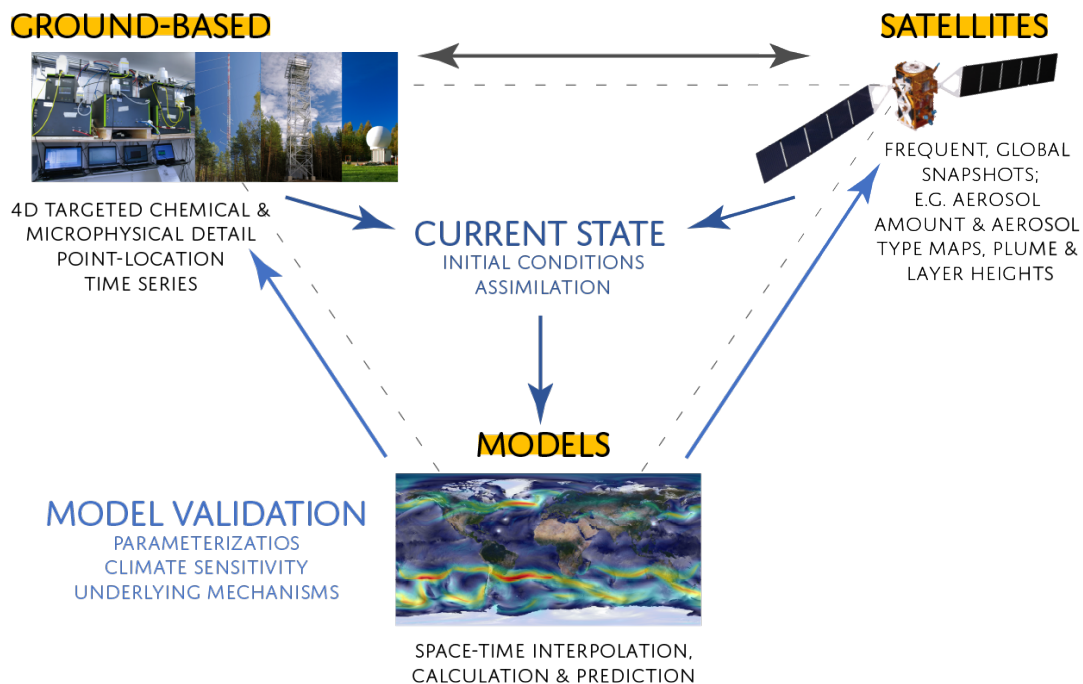 GROUND-BASED
SATELLITES
4D TARGETED CHEMICAL &
MICROPHYSICAL DETAIL
POINT-LOCATION
TIME SERIES
FREQUENT, GLOBAL
SNAPSHOTS;
E.G. AEROSOL
AMOUNT & AEROSOL
TYPE MAPS, PLUME &
LAYER HEIGHTS
CURRENT STATE
INITIAL CONDITIONS
ASSIMILATION
MODELS
MODEL VALIDATION
PARAMETERIZATIOS
CLIMATE SENSITIVITY
UNDERLYING MECHANISMS
SPACE-TIME INTERPOLATION,
CALCULATION & PREDICTION